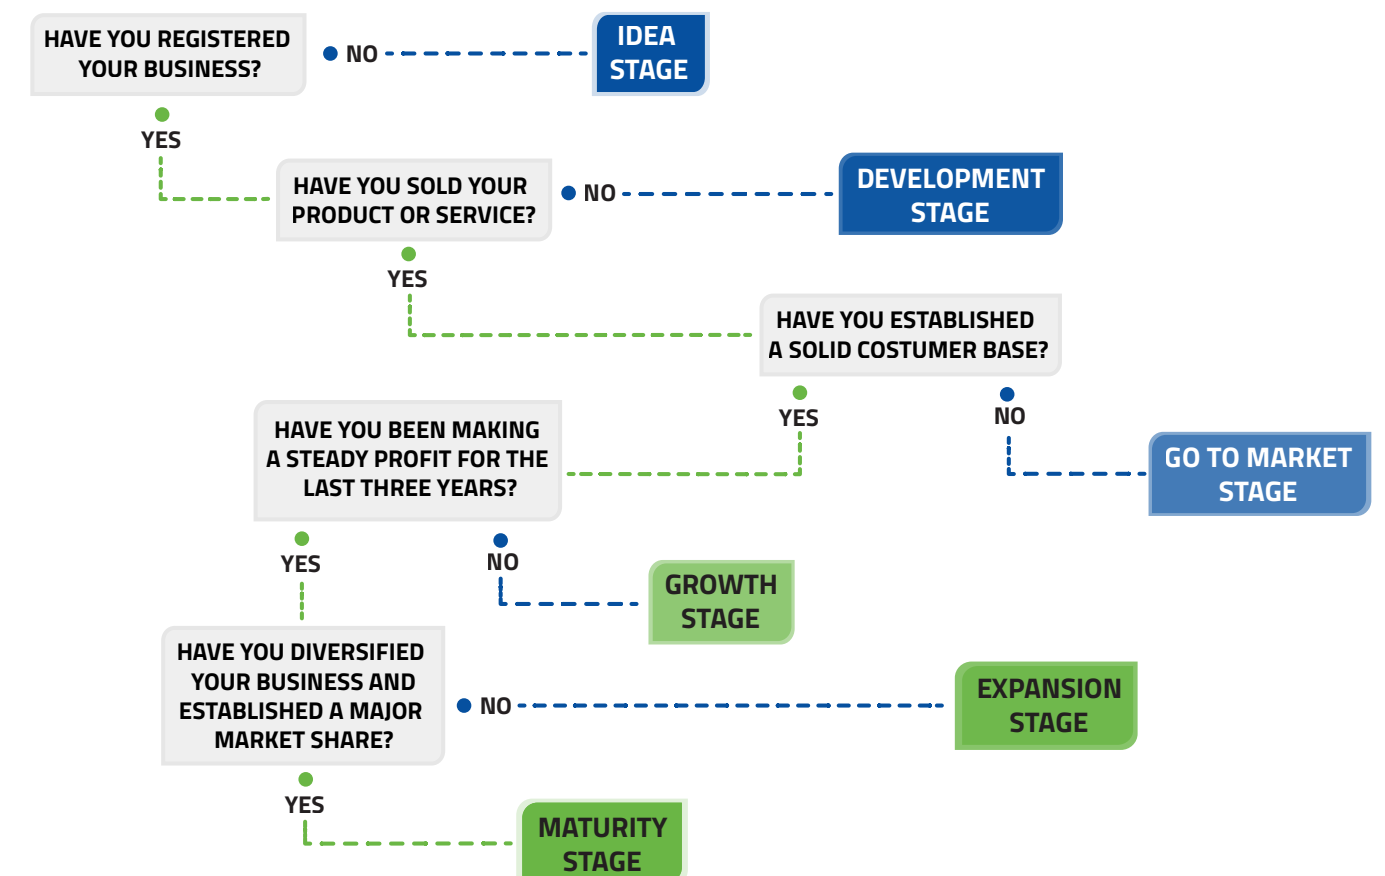 HAVE YOU REGISTERED
YOUR BUSINESS?
NO
IDEA
STAGE
YES
HAVE YOU SOLD YOUR
PRODUCT OR SERVICE?
NO
DEVELOPMENT
STAGE
YES
HAVE YOU ESTABLISHED
A SOLID COSTUMER BASE?
YES
NO
HAVE YOU BEEN MAKING
A STEADY PROFIT FOR THE
LAST THREE YEARS?
GO TO MARKET
STAGE
YES
NO
GROWTH
STAGE
HAVE YOU DIVERSIFIED
YOUR BUSINESS AND
ESTABLISHED A MAJOR
MARKET SHARE?
NO
EXPANSION
STAGE
YES
MATURITY
STAGE